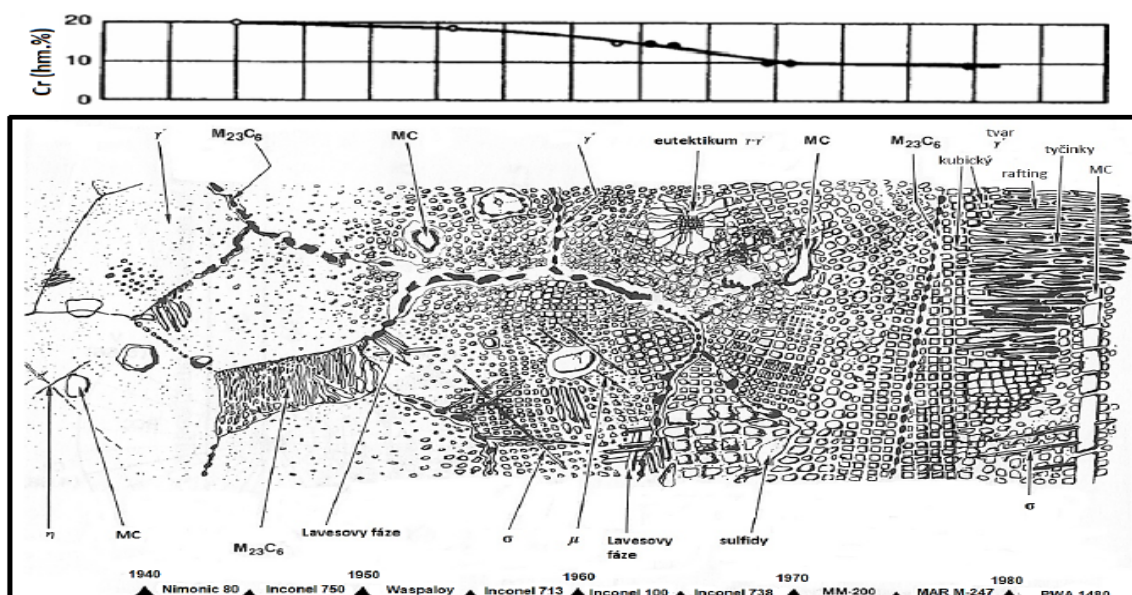 20
Cr (hm.%)
10
0
γ´ M₂₃C₆ MC γ´ eutektikum γ-γ´ MC M₂₃C₆ tvar
γ´
kubický tyčinky
rafting MC
η MC M₂₃C₆ Lavesovy fáze σ μ Lavesovy
fáze sulfidy σ
1940 1950 1960 1970 1980
Nimonic 80 Inconel 750 Waspaloy Inconel 713 Inconel 100 Inconel 738 MM-200 MAR M-247 PWA 1480